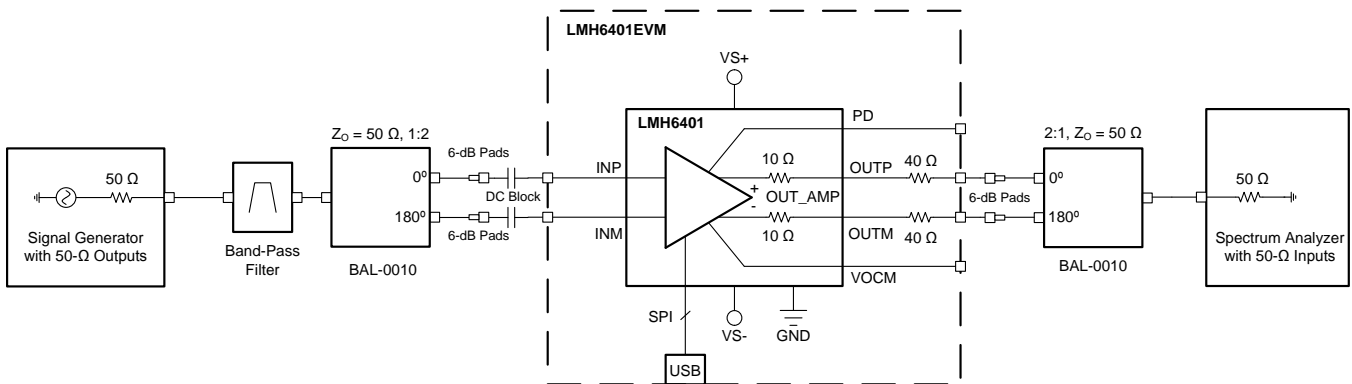 LMH6401EVM
VS+
LMH6401
PD
Z_O = 50 Ω, 1:2
2:1, Z_O = 50 Ω
6-dB Pads
10 Ω
40 Ω
50 Ω
0º
INP
OUTP
0º
50 Ω
DC Block
+
-
OUT_AMP
6-dB Pads
180º
INM
10 Ω
OUTM
40 Ω
180º
6-dB Pads
Signal Generator
with 50-Ω Outputs
Band-Pass
Filter
BAL-0010
VOCM
BAL-0010
Spectrum Analyzer
with 50-Ω Inputs
SPI
VS-
GND
USB